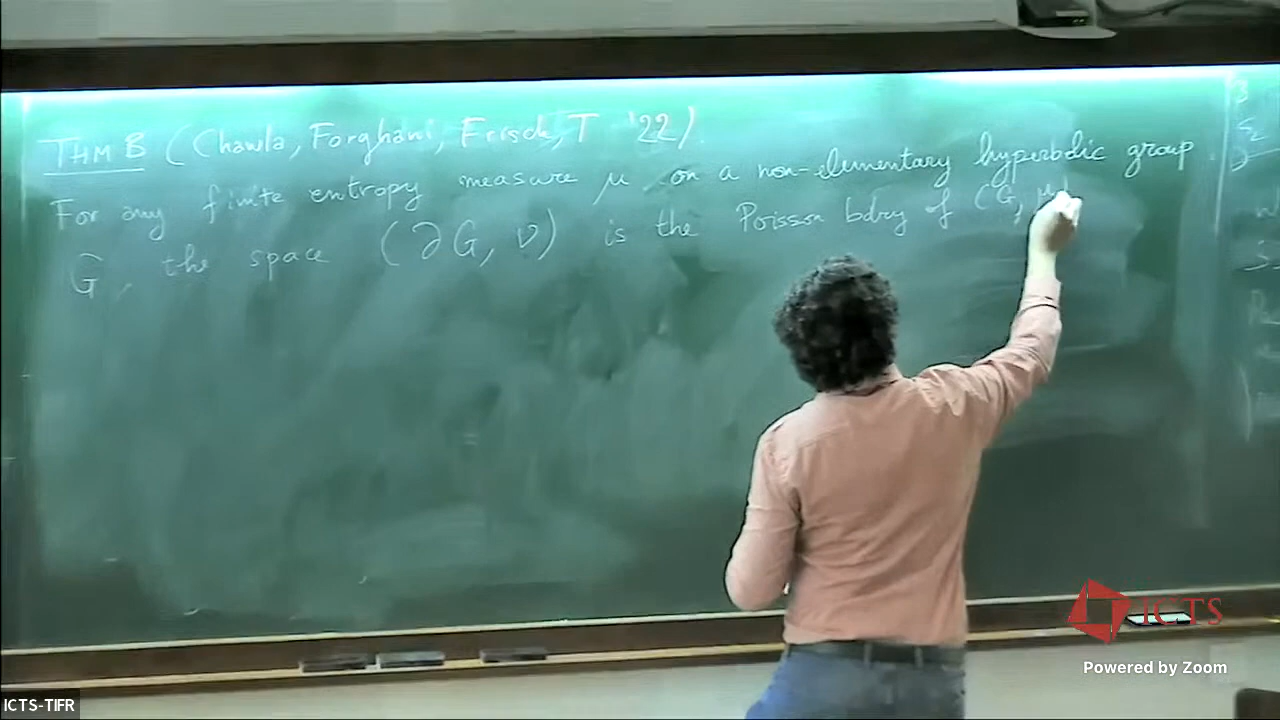 THM B (Chawla, Forghani, Frisch, T '22).
For any finite entropy measure μ on a non-elementary hyperbolic group
G, the space (∂G, ν) is the Poisson bdry of (G, μ
ICTS
Powered by Zoom
ICTS-TIFR